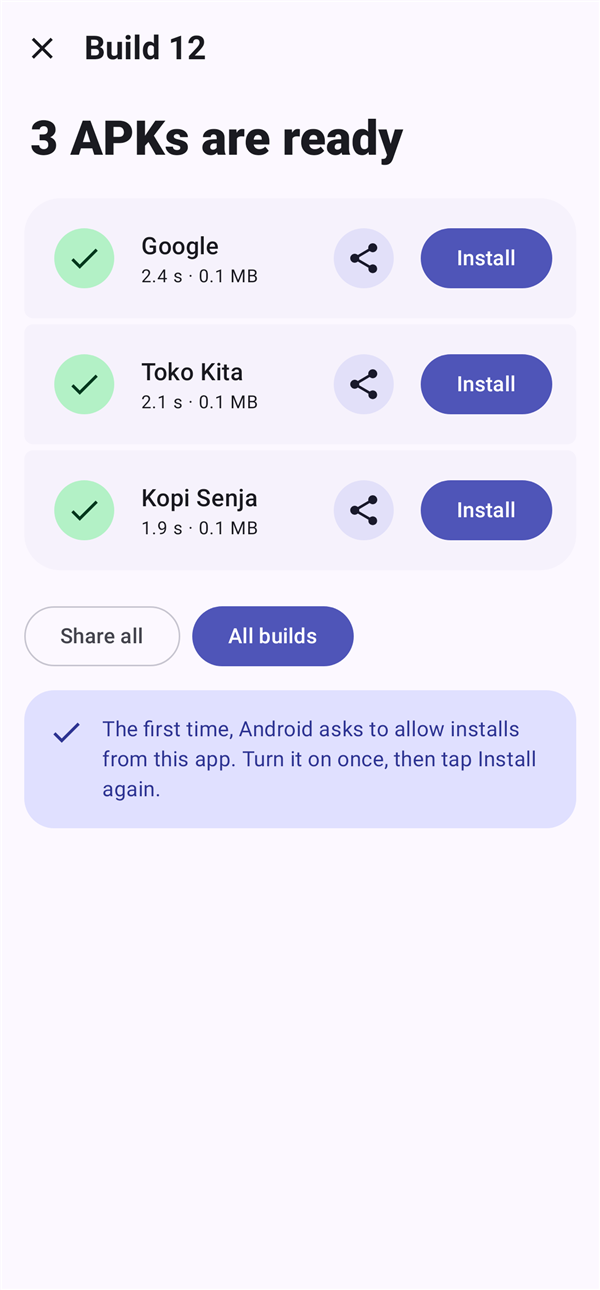 Build 12
3 APKs are ready
Google
2.4 s · 0.1 MB
Install
Toko Kita
2.1 s · 0.1 MB
Install
Kopi Senja
1.9 s · 0.1 MB
Install
Share all
All builds
The first time, Android asks to allow installs
from this app. Turn it on once, then tap Install
again.